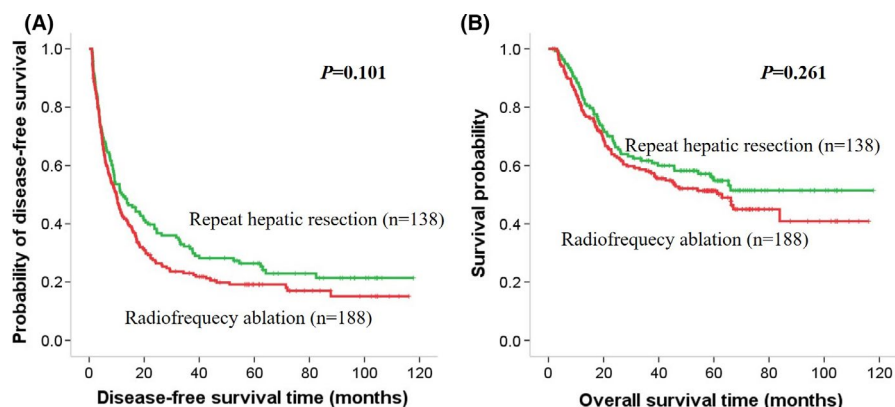 (A)
P=0.101
1.0
0.8
0.6
0.4
0.2
0.0
Probability of disease-free survival
Repeat hepatic resection (n=138)
Radiofrequecy ablation (n=188)
0 20 40 60 80 100 120
Disease-free survival time (months)
(B)
P=0.261
1.0
0.8
0.6
0.4
0.2
0.0
Survival probability
Repeat hepatic resection (n=138)
Radiofrequecy ablation (n=188)
0 20 40 60 80 100 120
Overall survival time (months)